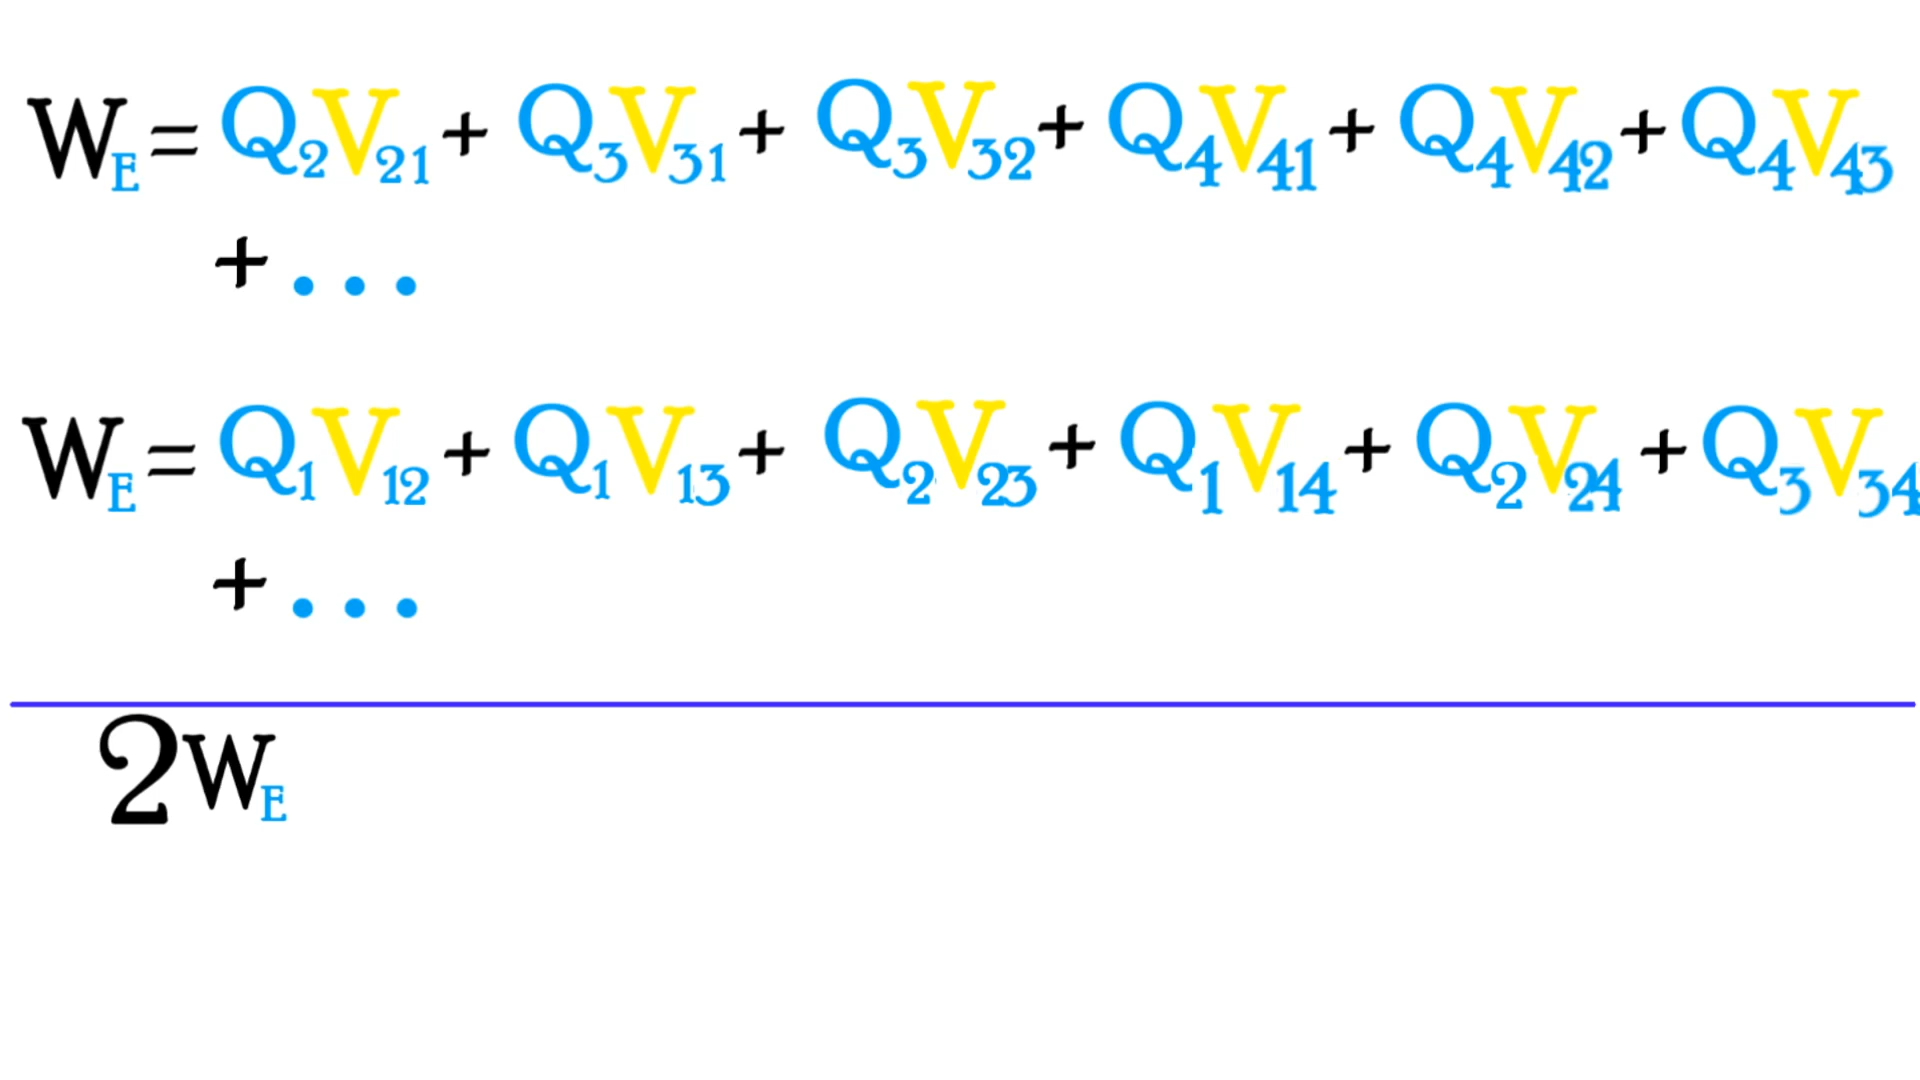 W_E = Q_2V_21 + Q_3V_31 + Q_3V_32 + Q_4V_41 + Q_4V_42 + Q_4V_43
+ . . .
W_E = Q_1V_12 + Q_1V_13 + Q_2V_23 + Q_1V_14 + Q_2V_24 + Q_3V_34
+ . . .
2W_E